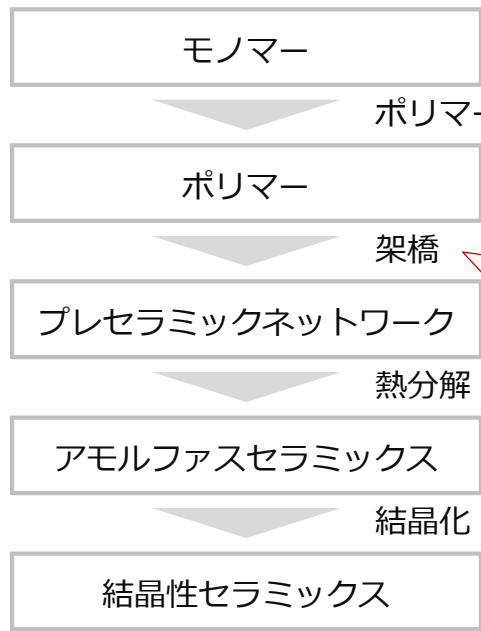 モノマー
ポリマー
ポリマー
架橋
プレセラミックネットワーク
熱分解
アモルファスセラミックス
結晶化
結晶性セラミックス